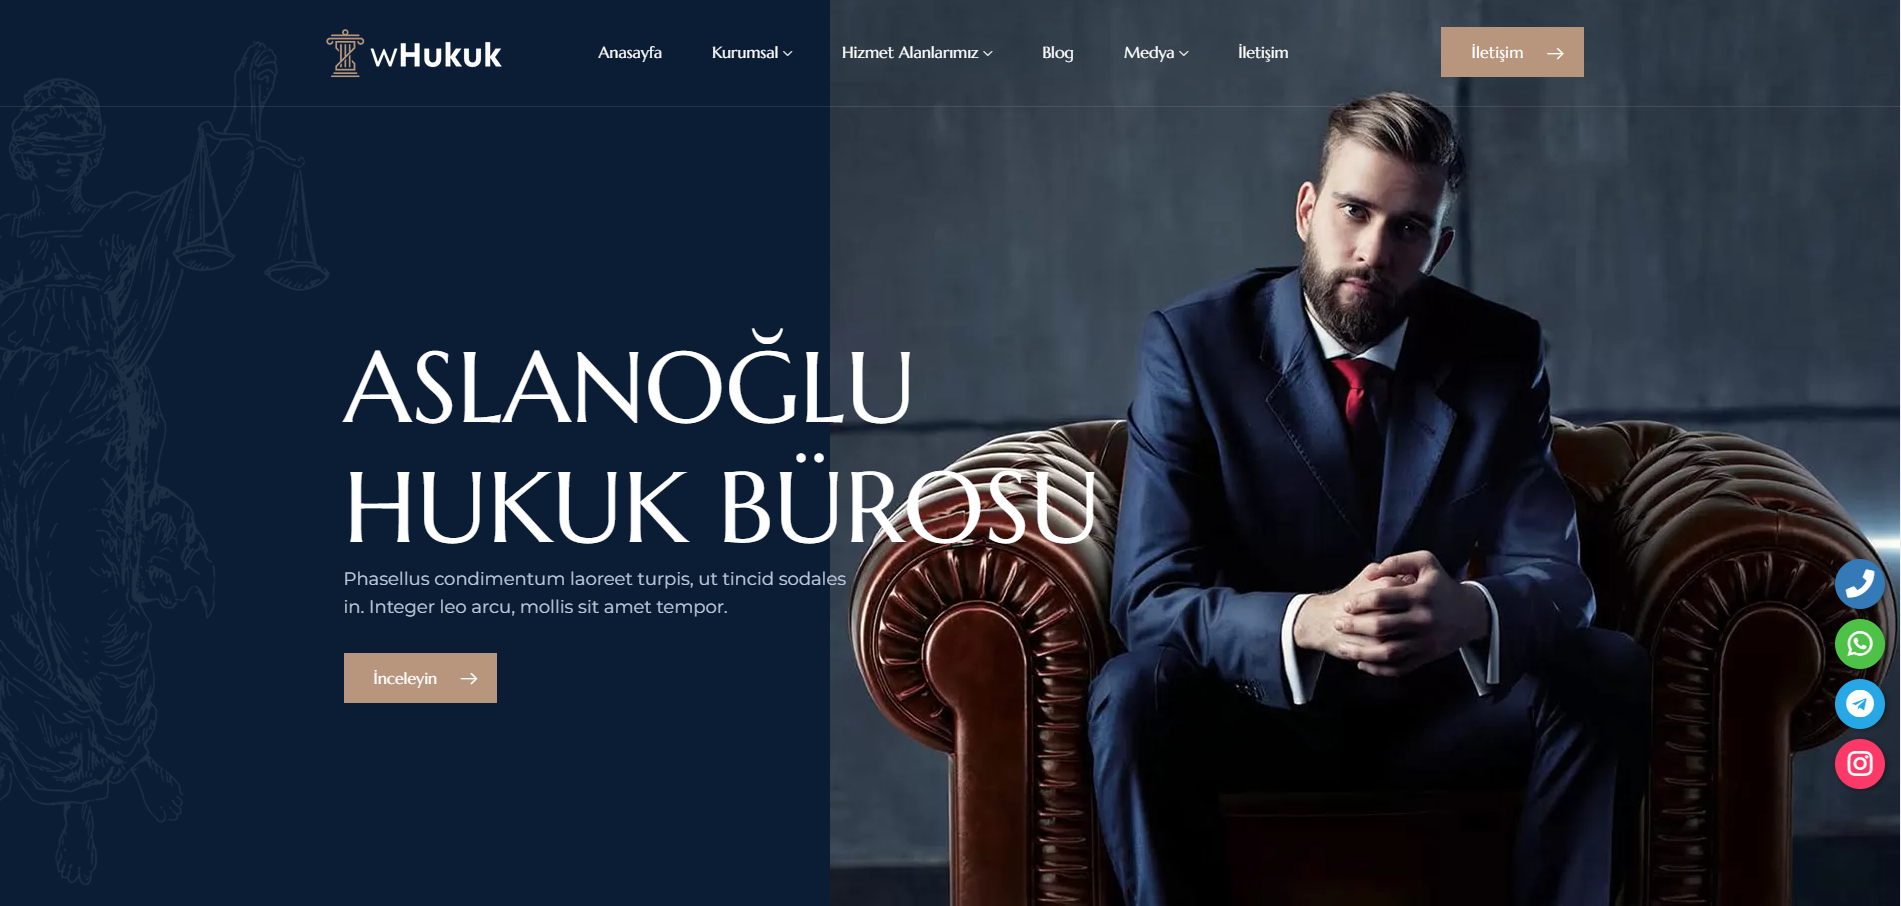 wHukuk
Anasayfa
Kurumsal
Hizmet Alanlarımız
Blog
Medya
İletişim
İletişim
ASLANOĞLU
HUKUK BÜROSU
Phasellus condimentum laoreet turpis, ut tincid sodales
in. Integer leo arcu, mollis sit amet tempor.
İnceleyin